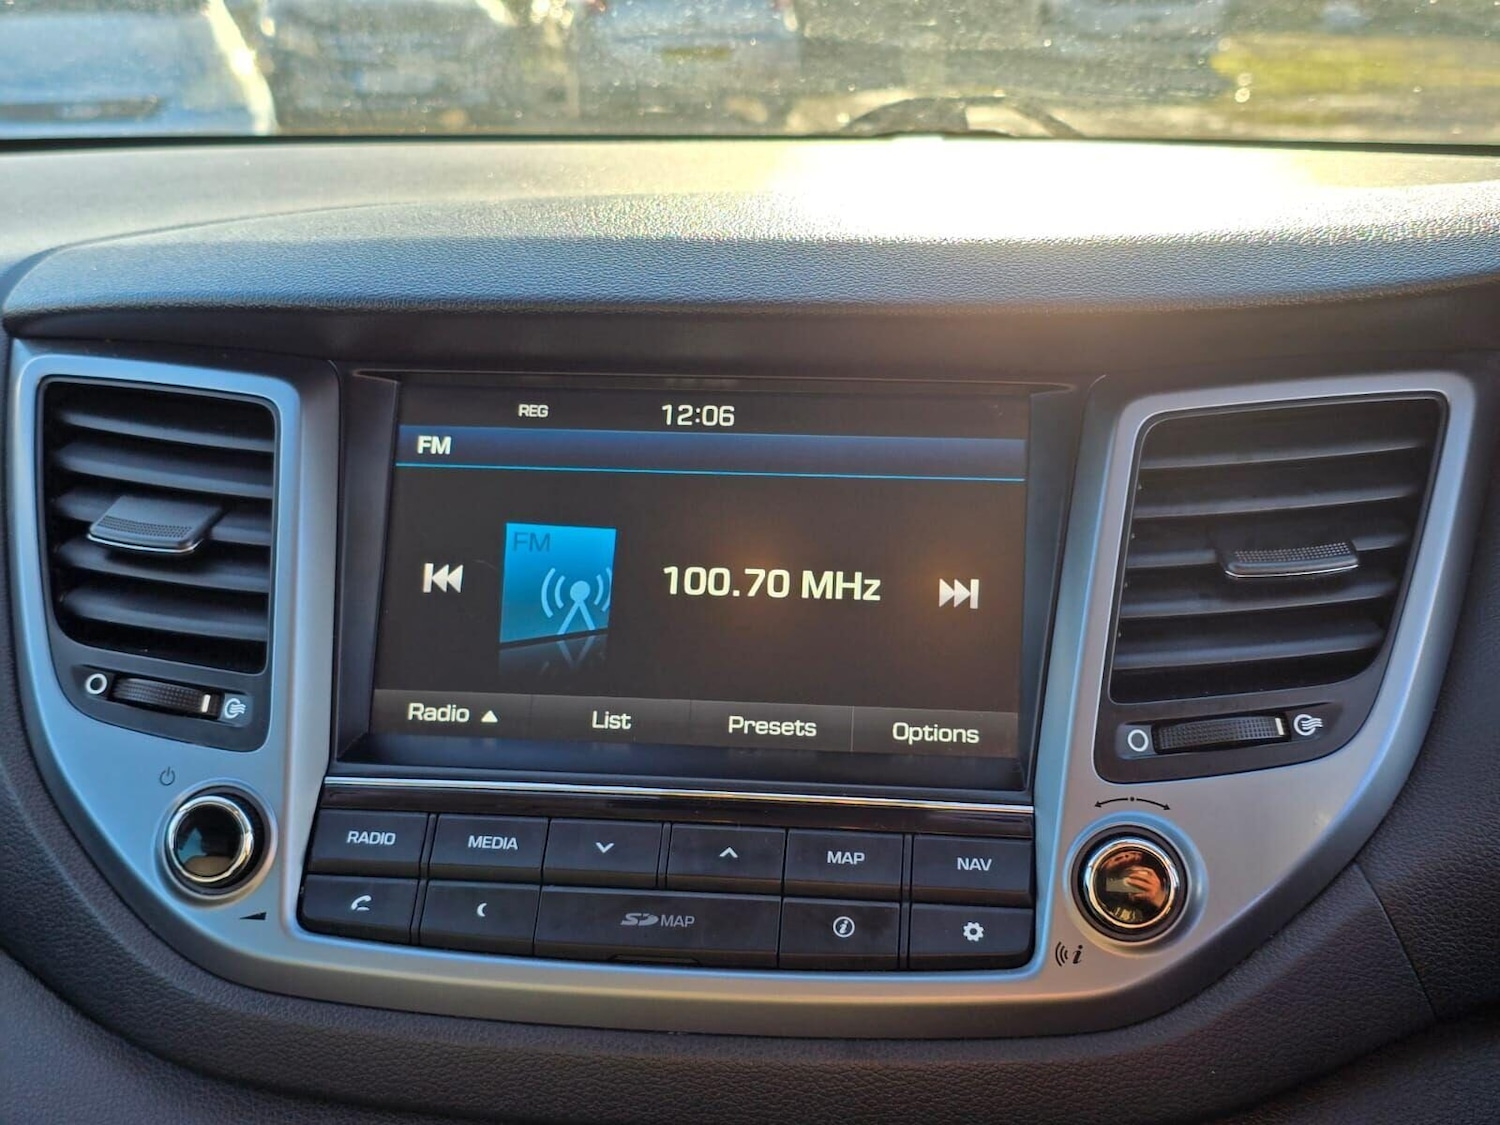 REG 12:06
FM
FM
100.70 MHz
Radio List Presets Options
RADIO MEDIA MAP NAV
SD MAP
i
i